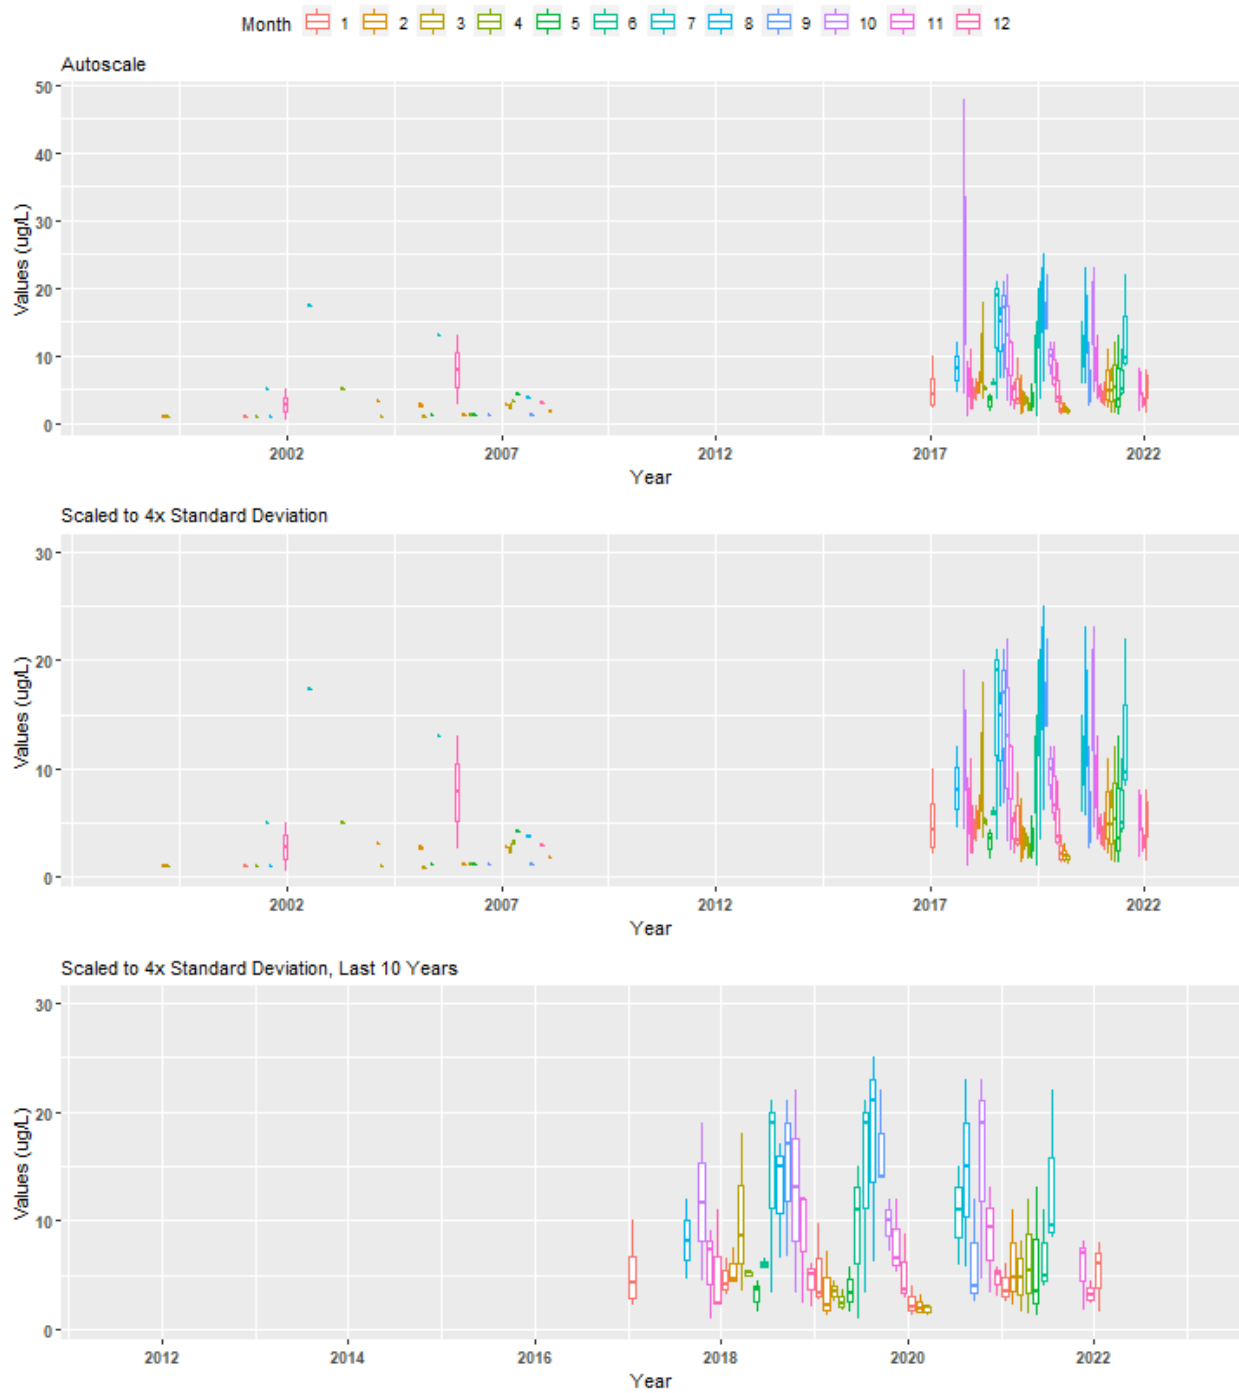 Month 1 2 3 4 5 6 7 8 9 10 11 12
Autoscale
50
40
30
20
10
0
Values (ug/L)
2002 2007 2012 2017 2022
Year
Scaled to 4x Standard Deviation
30
20
10
0
Values (ug/L)
2002 2007 2012 2017 2022
Year
Scaled to 4x Standard Deviation, Last 10 Years
30
20
10
0
Values (ug/L)
2012 2014 2016 2018 2020 2022
Year